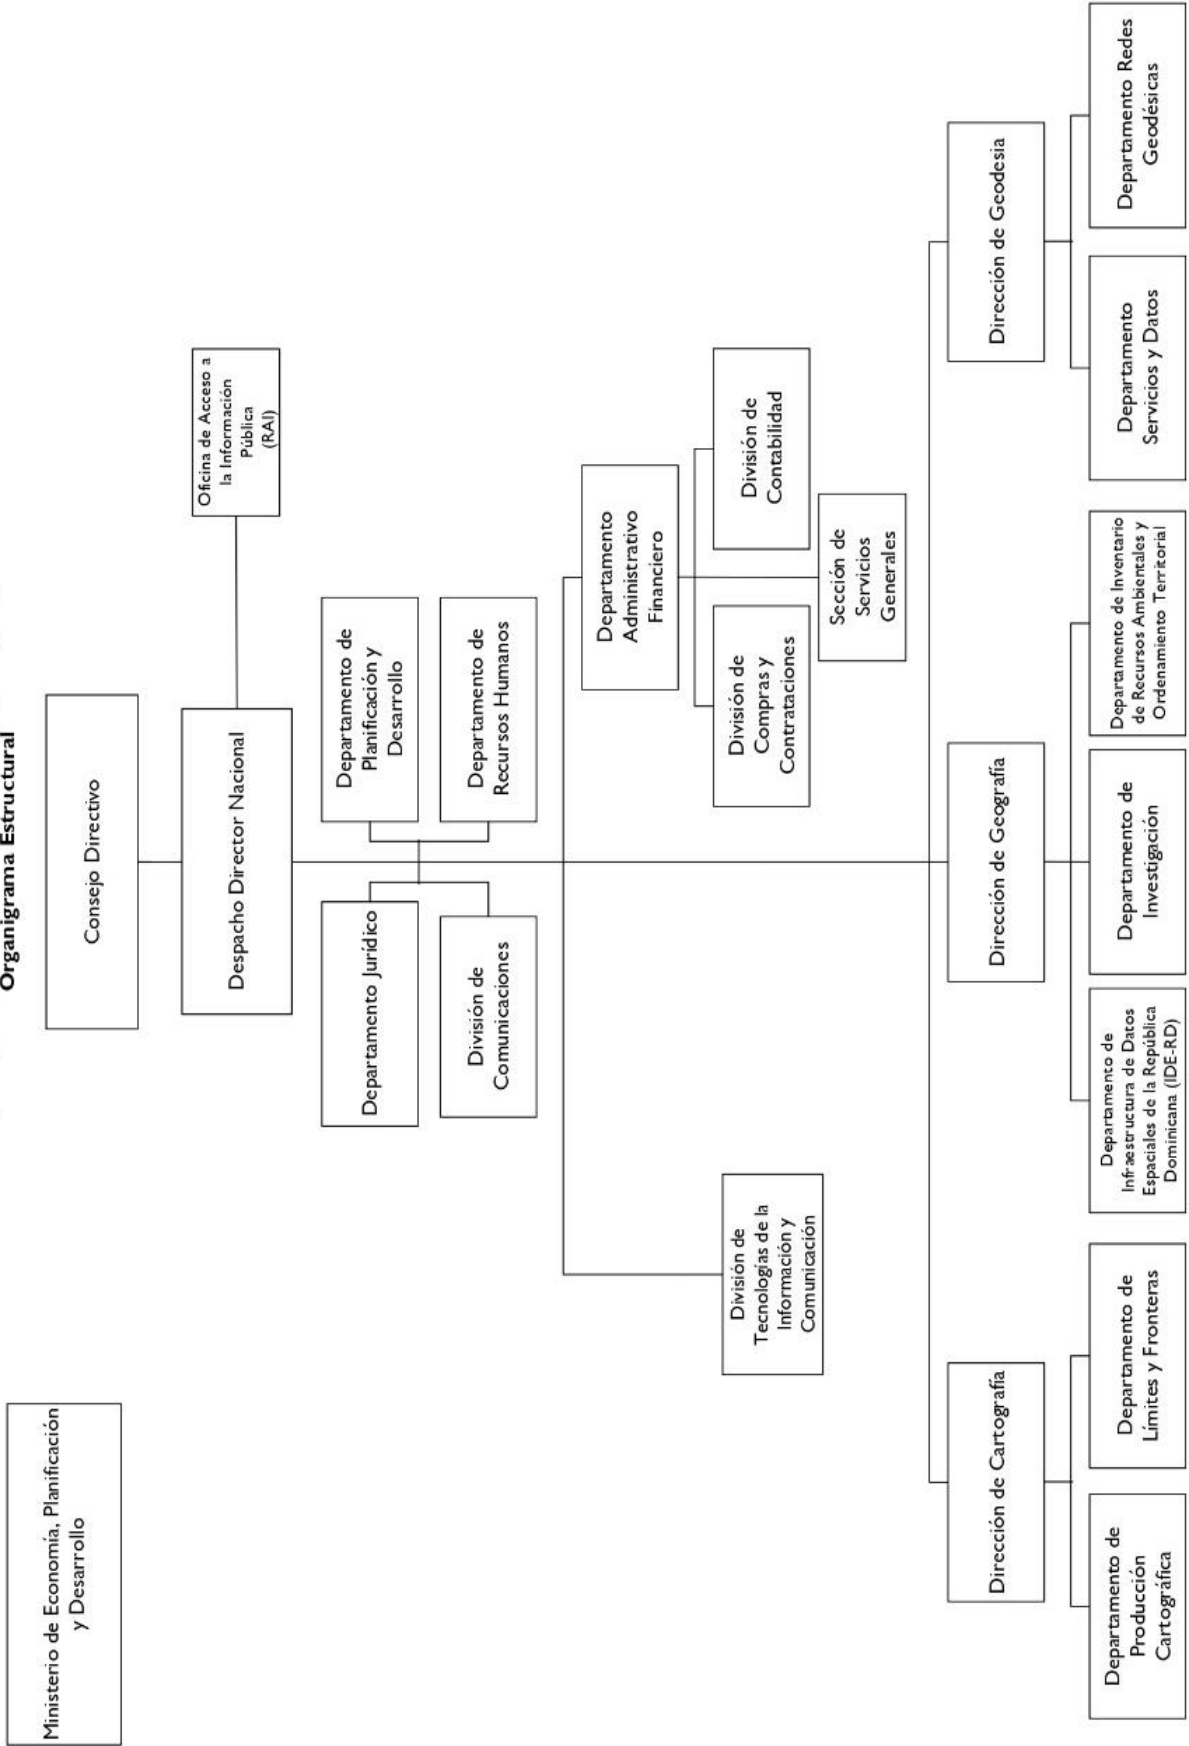 Organigrama Estructural
Ministerio de Economía, Planificación
y Desarrollo
Consejo Directivo
Despacho Director Nacional
Oficina de Acceso a
la Información
Pública
(RAI)
Departamento Jurídico
Departamento de
Planificación y
Desarrollo
División de
Comunicaciones
Departamento de
Recursos Humanos
División de
Tecnologías de la
Información y
Comunicación
Departamento
Administrativo
Financiero
División de
Compras y
Contrataciones
División de
Contabilidad
Sección de
Servicios
Generales
Dirección de Cartografía
Dirección de Geografía
Dirección de Geodesia
Departamento de
Producción
Cartográfica
Departamento de
Límites y Fronteras
Departamento de
Infraestructura de Datos
Espaciales de la República
Dominicana (IDE-RD)
Departamento de
Investigación
Departamento de Inventario
de Recursos Ambientales y
Ordenamiento Territorial
Departamento
Servicios y Datos
Departamento Redes
Geodésicas